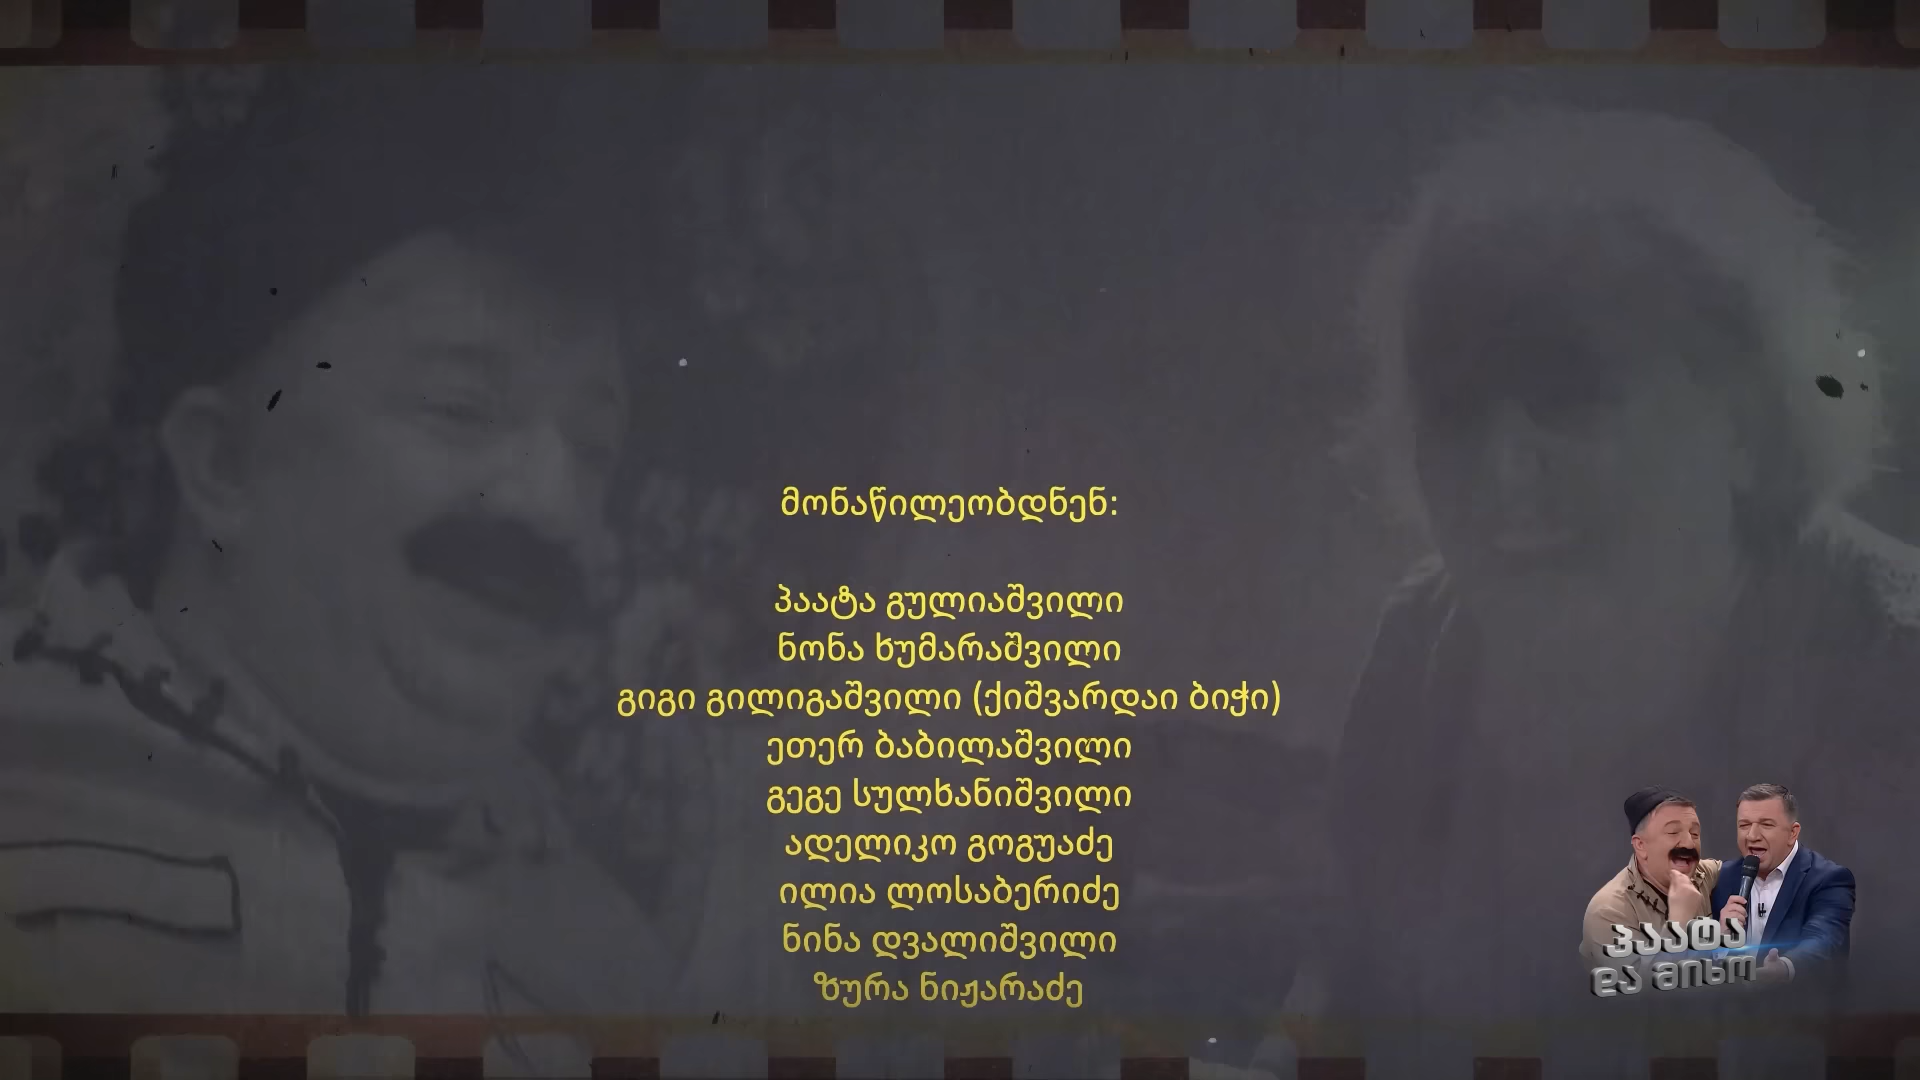 მონაწილეობდნენ:
პაატა გულიაშვილი
ნონა ხუმარაშვილი
გიგი გილიგაშვილი (ქიშვარდაი ბიჭი)
ეთერ ბაბილაშვილი
გეგე სულხანიშვილი
ადელიკო გოგუაძე
ილია ლოსაბერიძე
ნინა დვალიშვილი
ზურა ნიჟარაძე
პაატა
და მიხო